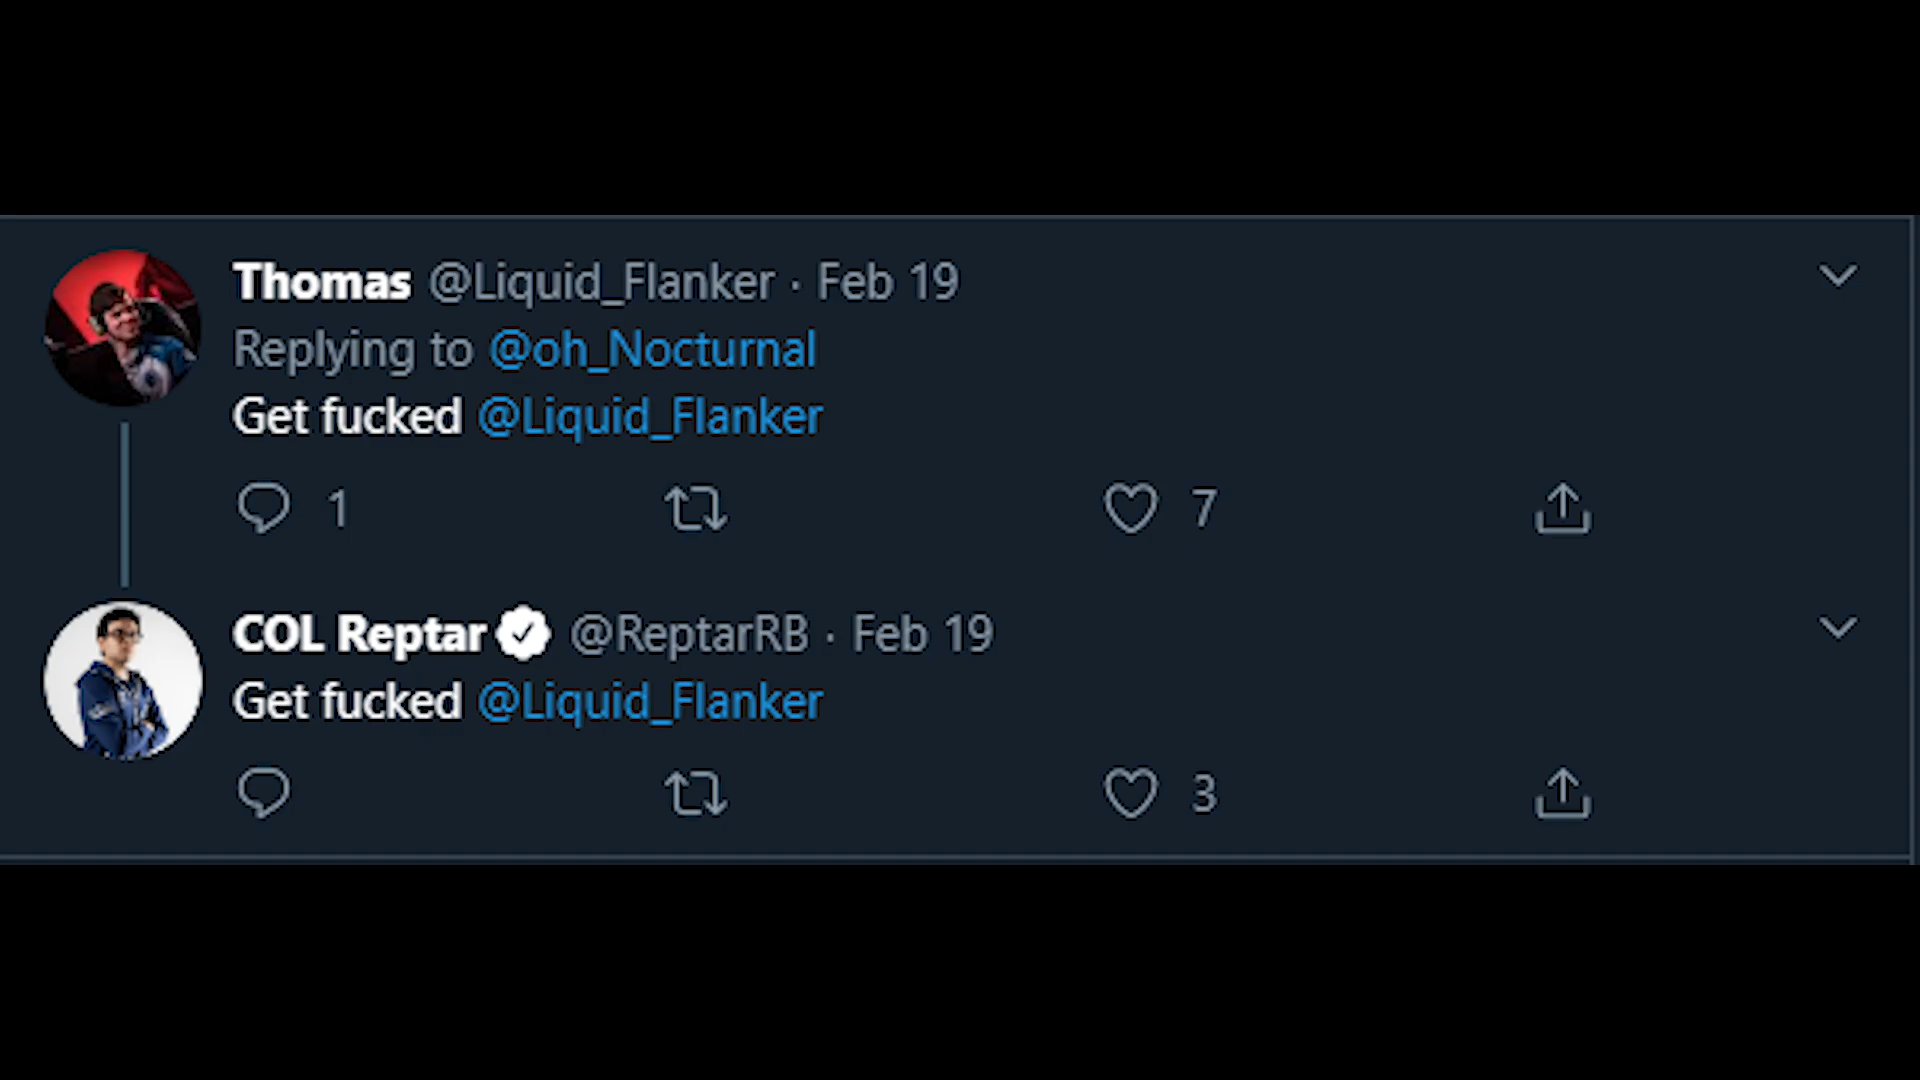 Thomas @Liquid_Flanker · Feb 19
Replying to @oh_Nocturnal
Get fucked @Liquid_Flanker
1 7
COL Reptar @ReptarRB · Feb 19
Get fucked @Liquid_Flanker
3